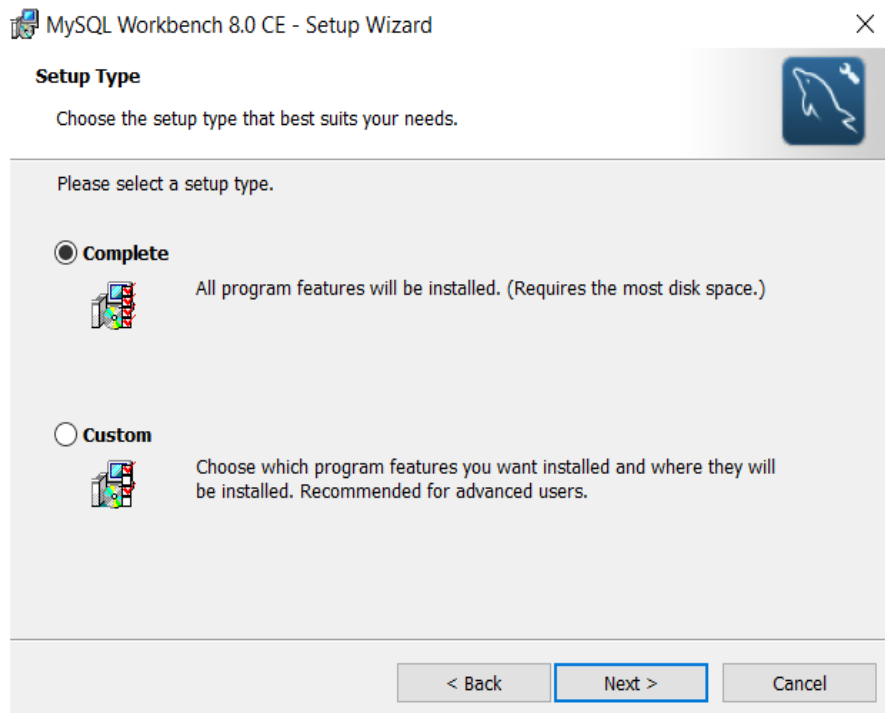 MySQL Workbench 8.0 CE - Setup Wizard
Setup Type
Choose the setup type that best suits your needs.
Please select a setup type.
Complete
All program features will be installed. (Requires the most disk space.)
Custom
Choose which program features you want installed and where they will
be installed. Recommended for advanced users.
< Back
Next >
Cancel